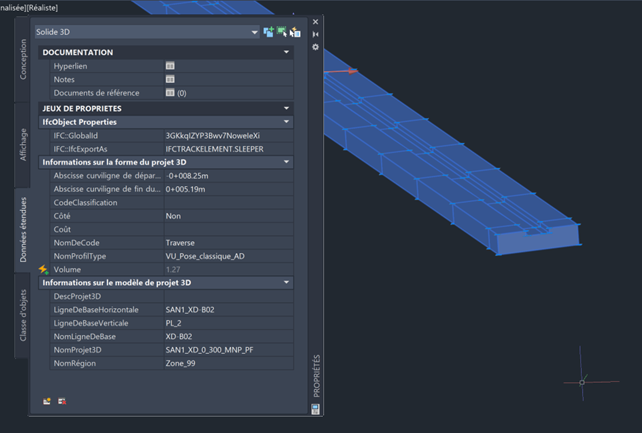 nalisée][Réaliste]
Solide 3D
DOCUMENTATION
Hyperlien
Notes
Documents de référence (0)
JEUX DE PROPRIETES
IfcObject Properties
IFC::GlobalId 3GKkqIZYP3Bwv7NoweIeXi
IFC::IfcExportAs IFCTRACKELEMENT.SLEEPER
Informations sur la forme du projet 3D
Abscisse curviligne de dépar... -0+008.25m
Abscisse curviligne de fin du... 0+005.19m
CodeClassification
Côté Non
Coût
NomDeCode Traverse
NomProfilType VU_Pose_classique_AD
Volume 1.27
Informations sur le modèle de projet 3D
DescProjet3D
LigneDeBaseHorizontale SAN1_XD-B02
LigneDeBaseVerticale PL_2
NomLigneDeBase XD-B02
NomProjet3D SAN1_XD_0_300_MNP_PF
NomRégion Zone_99
Conception
Affichage
Données étendues
Classe d'objets
PROPRIÉTÉS